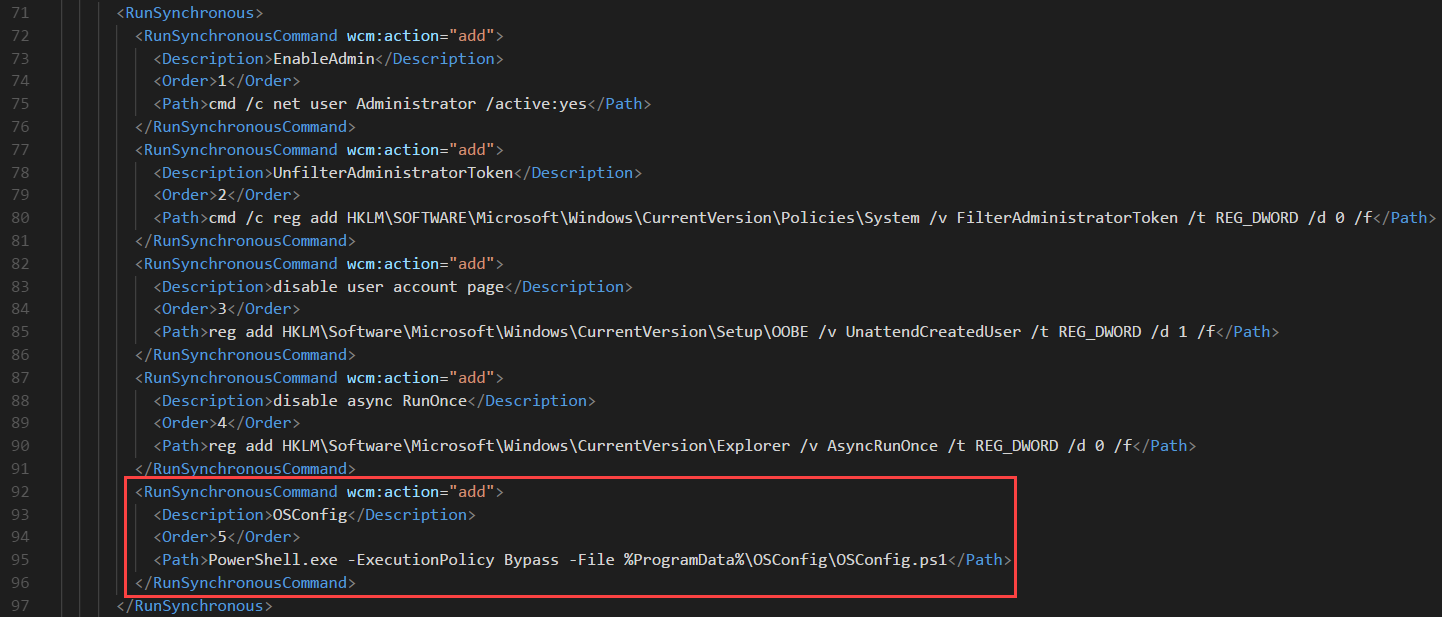 71 <RunSynchronous>
72 <RunSynchronousCommand wcm:action="add">
73 <Description>EnableAdmin</Description>
74 <Order>1</Order>
75 <Path>cmd /c net user Administrator /active:yes</Path>
76 </RunSynchronousCommand>
77 <RunSynchronousCommand wcm:action="add">
78 <Description>UnfilterAdministratorToken</Description>
79 <Order>2</Order>
80 <Path>cmd /c reg add HKLM\SOFTWARE\Microsoft\Windows\CurrentVersion\Policies\System /v FilterAdministratorToken /t REG_DWORD /d 0 /f</Path>
81 </RunSynchronousCommand>
82 <RunSynchronousCommand wcm:action="add">
83 <Description>disable user account page</Description>
84 <Order>3</Order>
85 <Path>reg add HKLM\Software\Microsoft\Windows\CurrentVersion\Setup\OOBE /v UnattendCreatedUser /t REG_DWORD /d 1 /f</Path>
86 </RunSynchronousCommand>
87 <RunSynchronousCommand wcm:action="add">
88 <Description>disable async RunOnce</Description>
89 <Order>4</Order>
90 <Path>reg add HKLM\Software\Microsoft\Windows\CurrentVersion\Explorer /v AsyncRunOnce /t REG_DWORD /d 0 /f</Path>
91 </RunSynchronousCommand>
92 <RunSynchronousCommand wcm:action="add">
93 <Description>OSConfig</Description>
94 <Order>5</Order>
95 <Path>PowerShell.exe -ExecutionPolicy Bypass -File %ProgramData%\OSConfig\OSConfig.ps1</Path>
96 </RunSynchronousCommand>
97 </RunSynchronous>